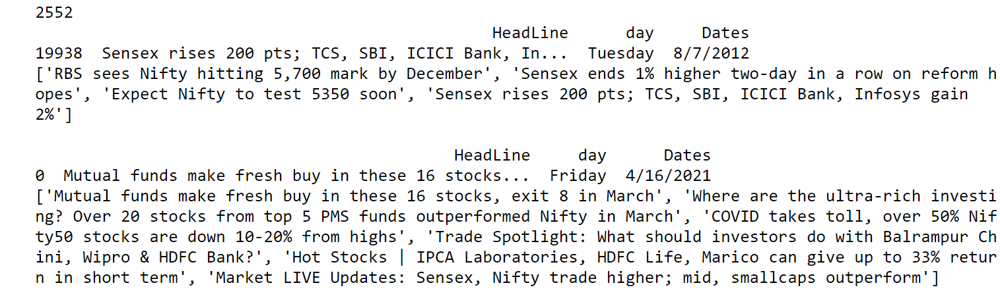 2552
HeadLine day Dates
19938 Sensex rises 200 pts; TCS, SBI, ICICI Bank, In... Tuesday 8/7/2012
['RBS sees Nifty hitting 5,700 mark by December', 'Sensex ends 1% higher two-day in a row on reform h
opes', 'Expect Nifty to test 5350 soon', 'Sensex rises 200 pts; TCS, SBI, ICICI Bank, Infosys gain
2%']
HeadLine day Dates
0 Mutual funds make fresh buy in these 16 stocks... Friday 4/16/2021
['Mutual funds make fresh buy in these 16 stocks, exit 8 in March', 'Where are the ultra-rich investi
ng? Over 20 stocks from top 5 PMS funds outperformed Nifty in March', 'COVID takes toll, over 50% Nif
ty50 stocks are down 10-20% from highs', 'Trade Spotlight: What should investors do with Balrampur Ch
ini, Wipro & HDFC Bank?', 'Hot Stocks | IPCA Laboratories, HDFC Life, Marico can give up to 33% retur
n in short term', 'Market LIVE Updates: Sensex, Nifty trade higher; mid, smallcaps outperform']